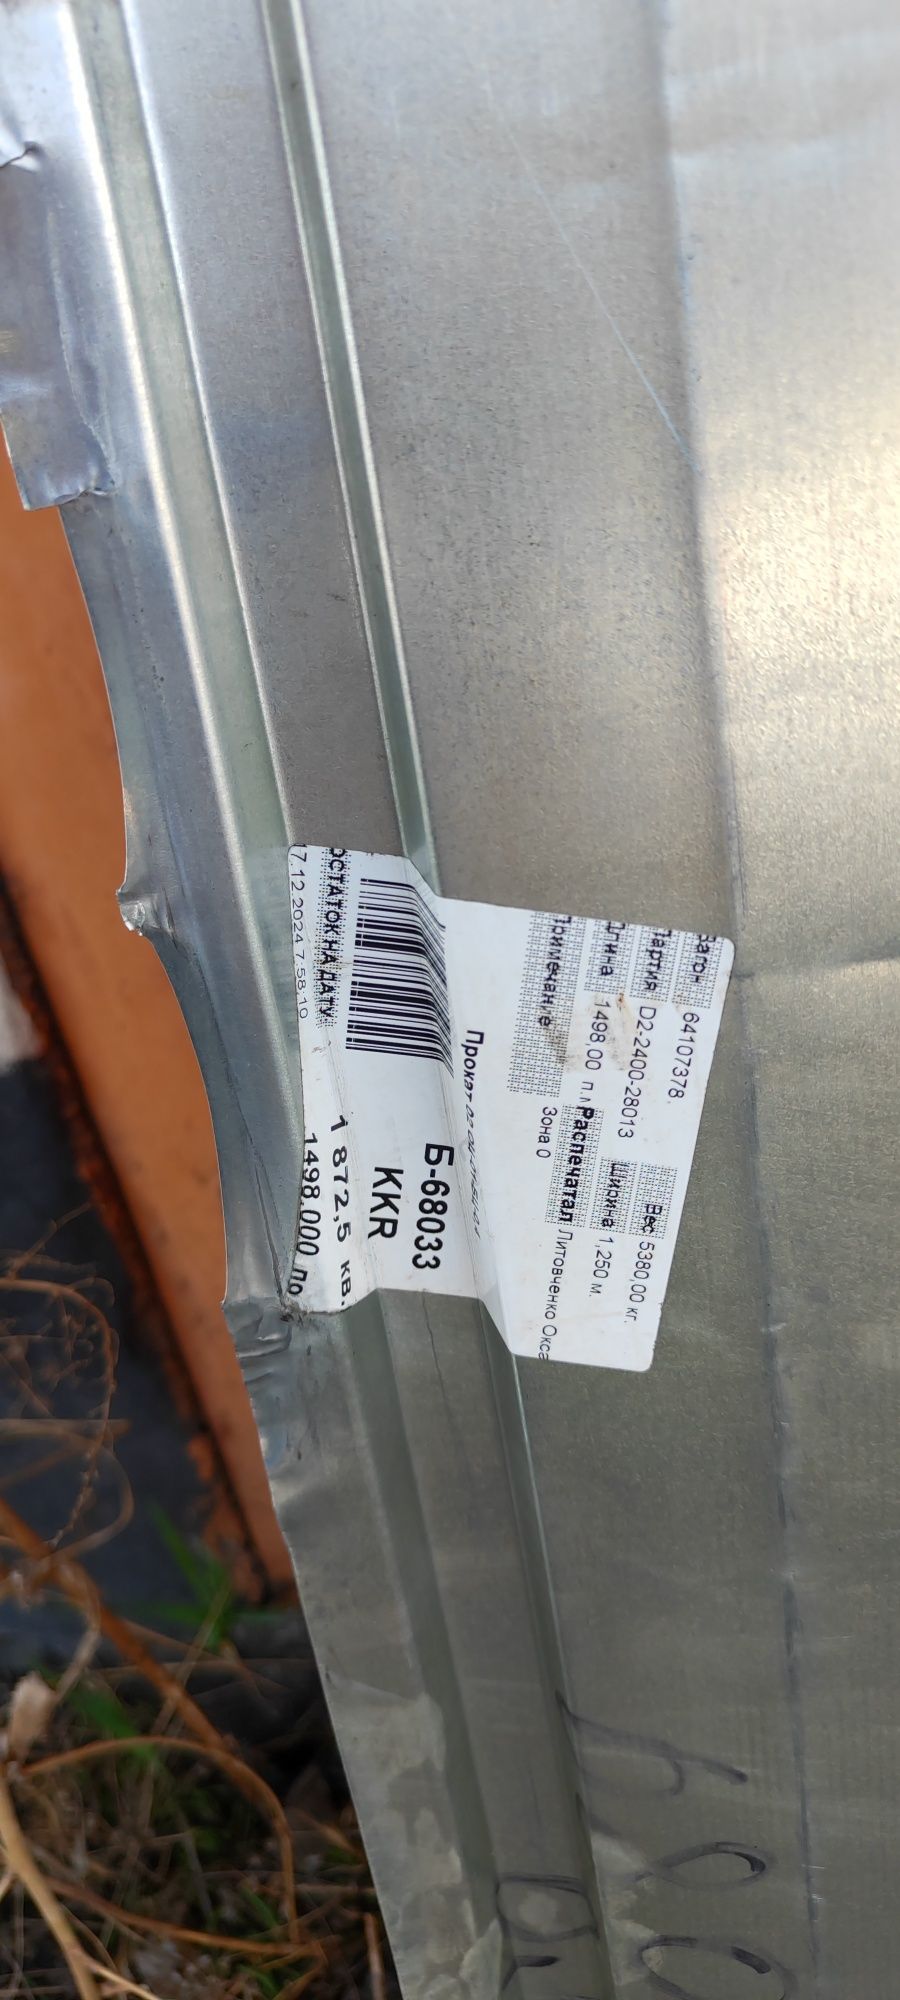 Вагон 64107378.
Партия D2-2400-28013 Вес 5380,00 кг.
Длина 1498,00 п.м Ширина 1,250 м.
Примечание Распечатал Литовченко Окса
Зона 0
Прокат
Б-68033
KKR
ОСТАТОК НА ДАТУ: 1 872,5 кв.
7.12.2024 7:58:10 1498,000 по